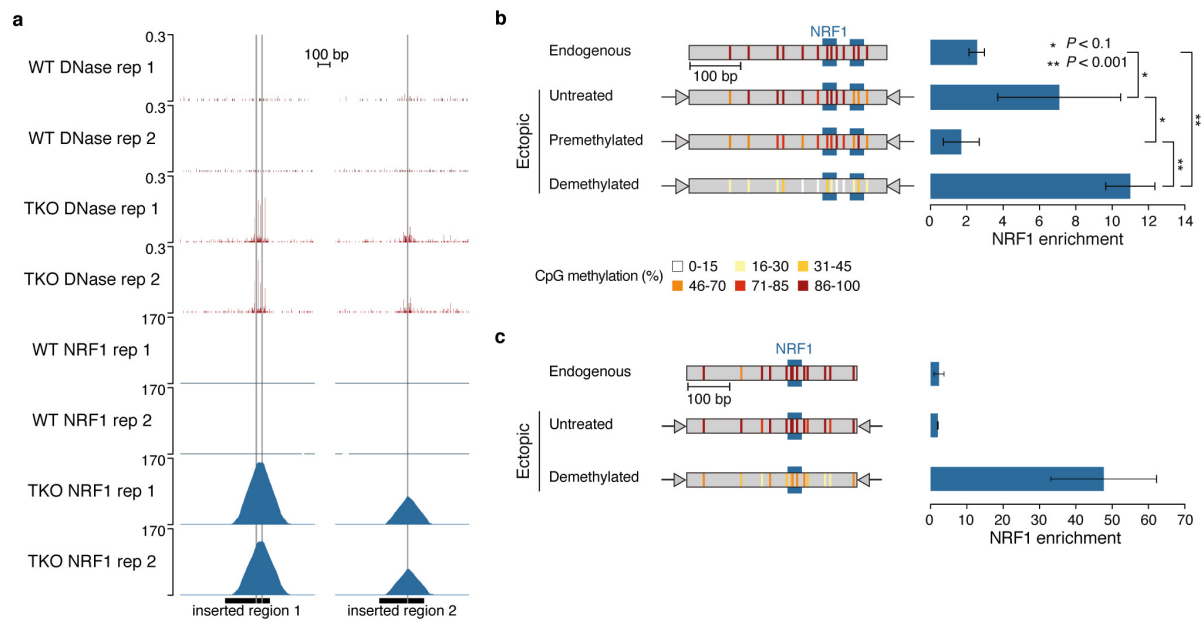 a
0.3
100 bp
WT DNase rep 1
0.3
WT DNase rep 2
0.3
TKO DNase rep 1
0.3
TKO DNase rep 2
170
WT NRF1 rep 1
170
WT NRF1 rep 2
170
TKO NRF1 rep 1
170
TKO NRF1 rep 2
inserted region 1 inserted region 2
b
NRF1
Endogenous
100 bp
Ectopic
Untreated
Premethylated
Demethylated
* P < 0.1
** P < 0.001
*
*
**
**
0 2 4 6 8 10 12 14
NRF1 enrichment
CpG methylation (%)
0-15 16-30 31-45
46-70 71-85 86-100
c
NRF1
Endogenous
100 bp
Ectopic
Untreated
Demethylated
0 10 20 30 40 50 60 70
NRF1 enrichment